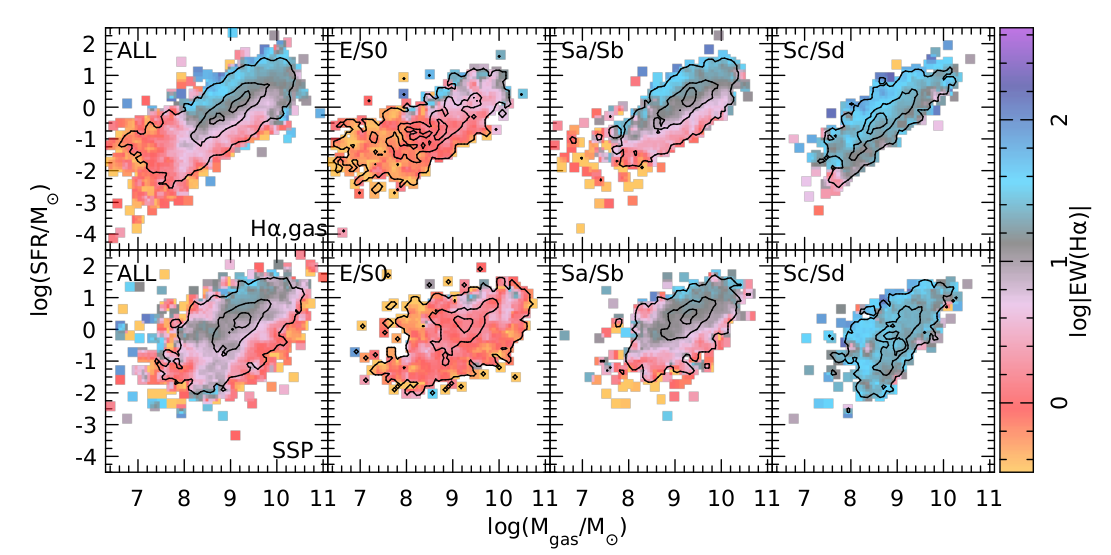 ALL E/S0 Sa/Sb Sc/Sd
2
1
0
-1
-2
-3
-4
Hα,gas
ALL E/S0 Sa/Sb Sc/Sd
2
1
0
-1
-2
-3
-4
SSP
7 8 9 10 11 7 8 9 10 11 7 8 9 10 11 7 8 9 10 11
log(M_gas/M_⊙)
log(SFR/M_⊙)
2
1
0
log|EW(Hα)|